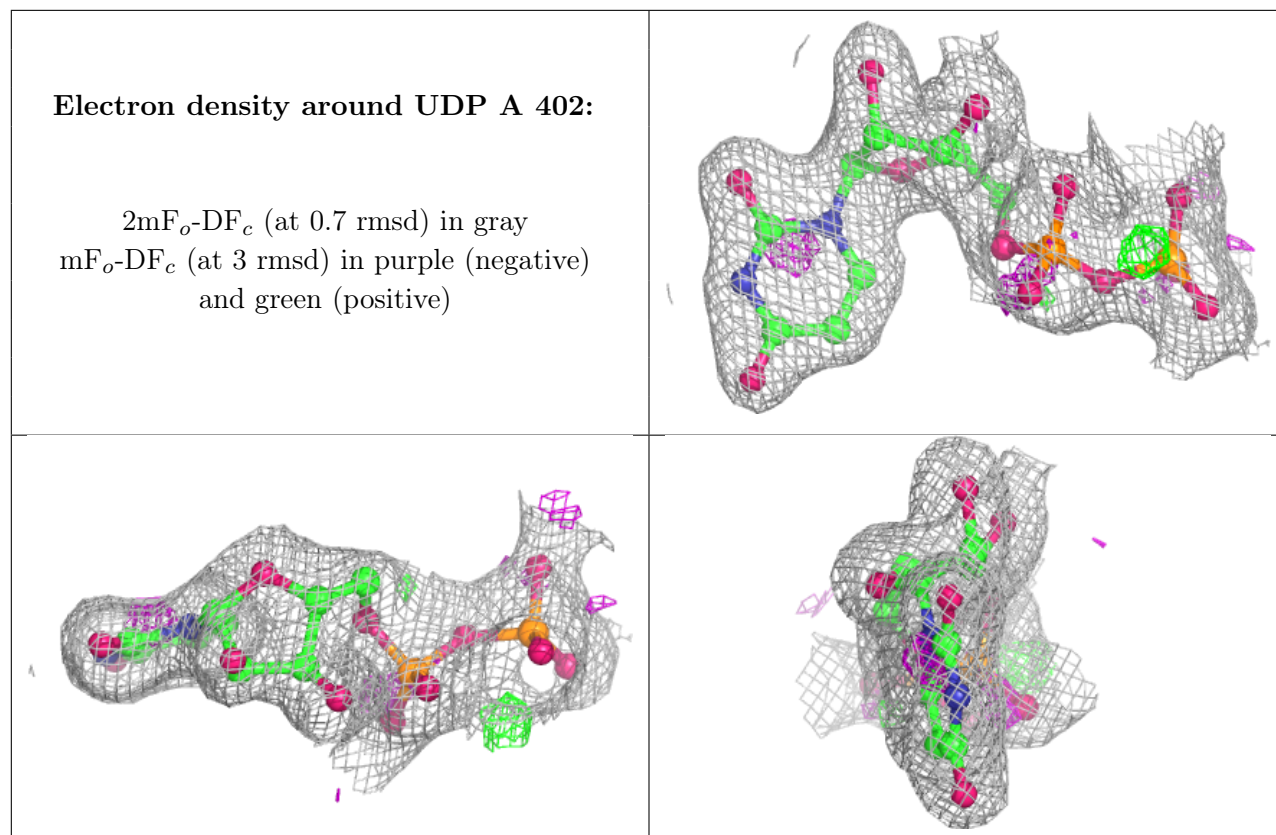 Electron density around UDP A 402:
2mFo-DFc (at 0.7 rmsd) in gray
mFo-DFc (at 3 rmsd) in purple (negative)
and green (positive)